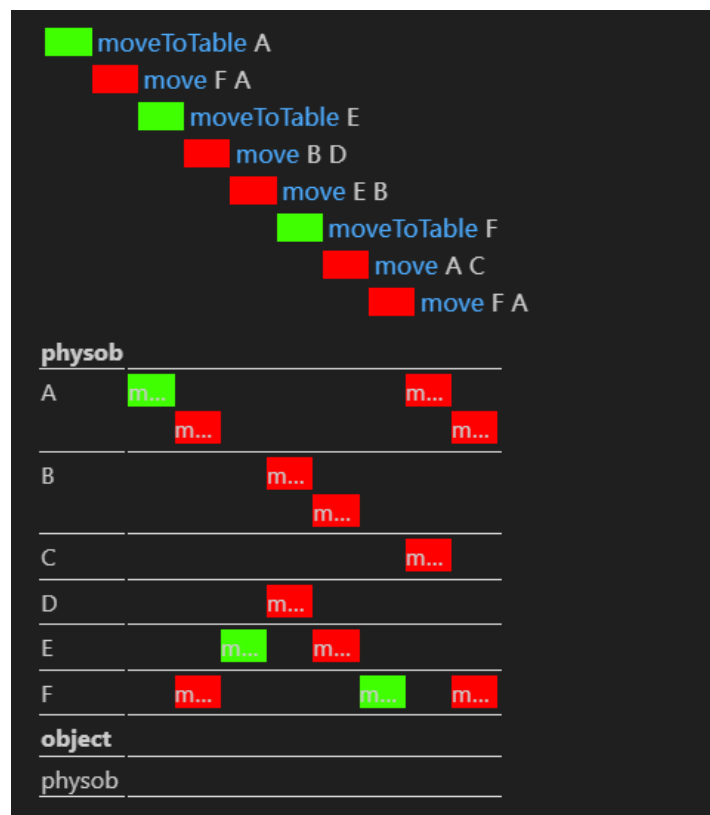 moveToTable A
move F A
moveToTable E
move B D
move E B
moveToTable F
move A C
move F A
physob
A m... m...
m... m...
B m...
m...
C m...
D m...
E m... m...
F m... m... m...
object
physob